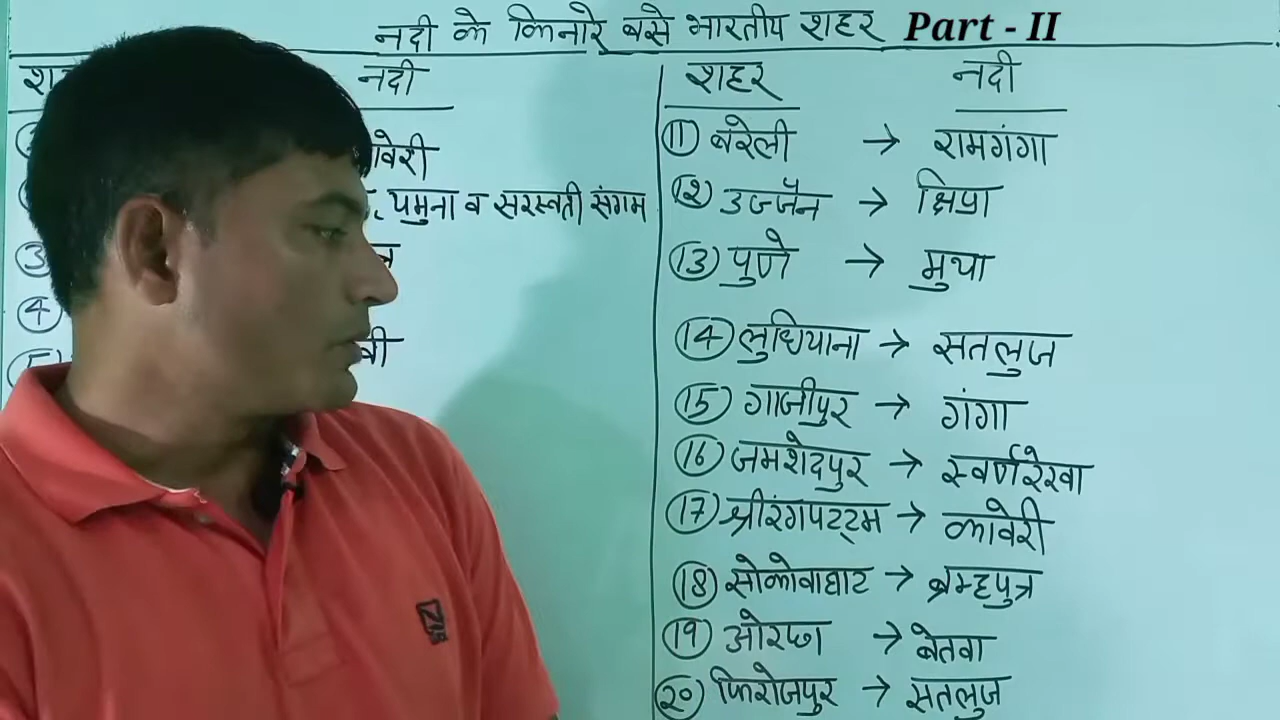 नदी के किनारे बसे भारतीय शहर Part - II
नदी
वेरी
, यमुना व सरस्वती संगम
③
④
शहर नदी
⑪ बरेली → रामगंगा
⑫ उज्जैन → क्षिप्रा
⑬ पुणे → मुथा
⑭ लुधियाना → सतलुज
⑮ गाजीपुर → गंगा
⑯ जमशेदपुर → स्वर्णरेखा
⑰ श्रीरंगपट्ट्म → कावेरी
⑱ सोकोवाघाट → ब्रम्हपुत्र
⑲ ओरछा → बेतवा
⑳ फिरोजपुर → सतलुज